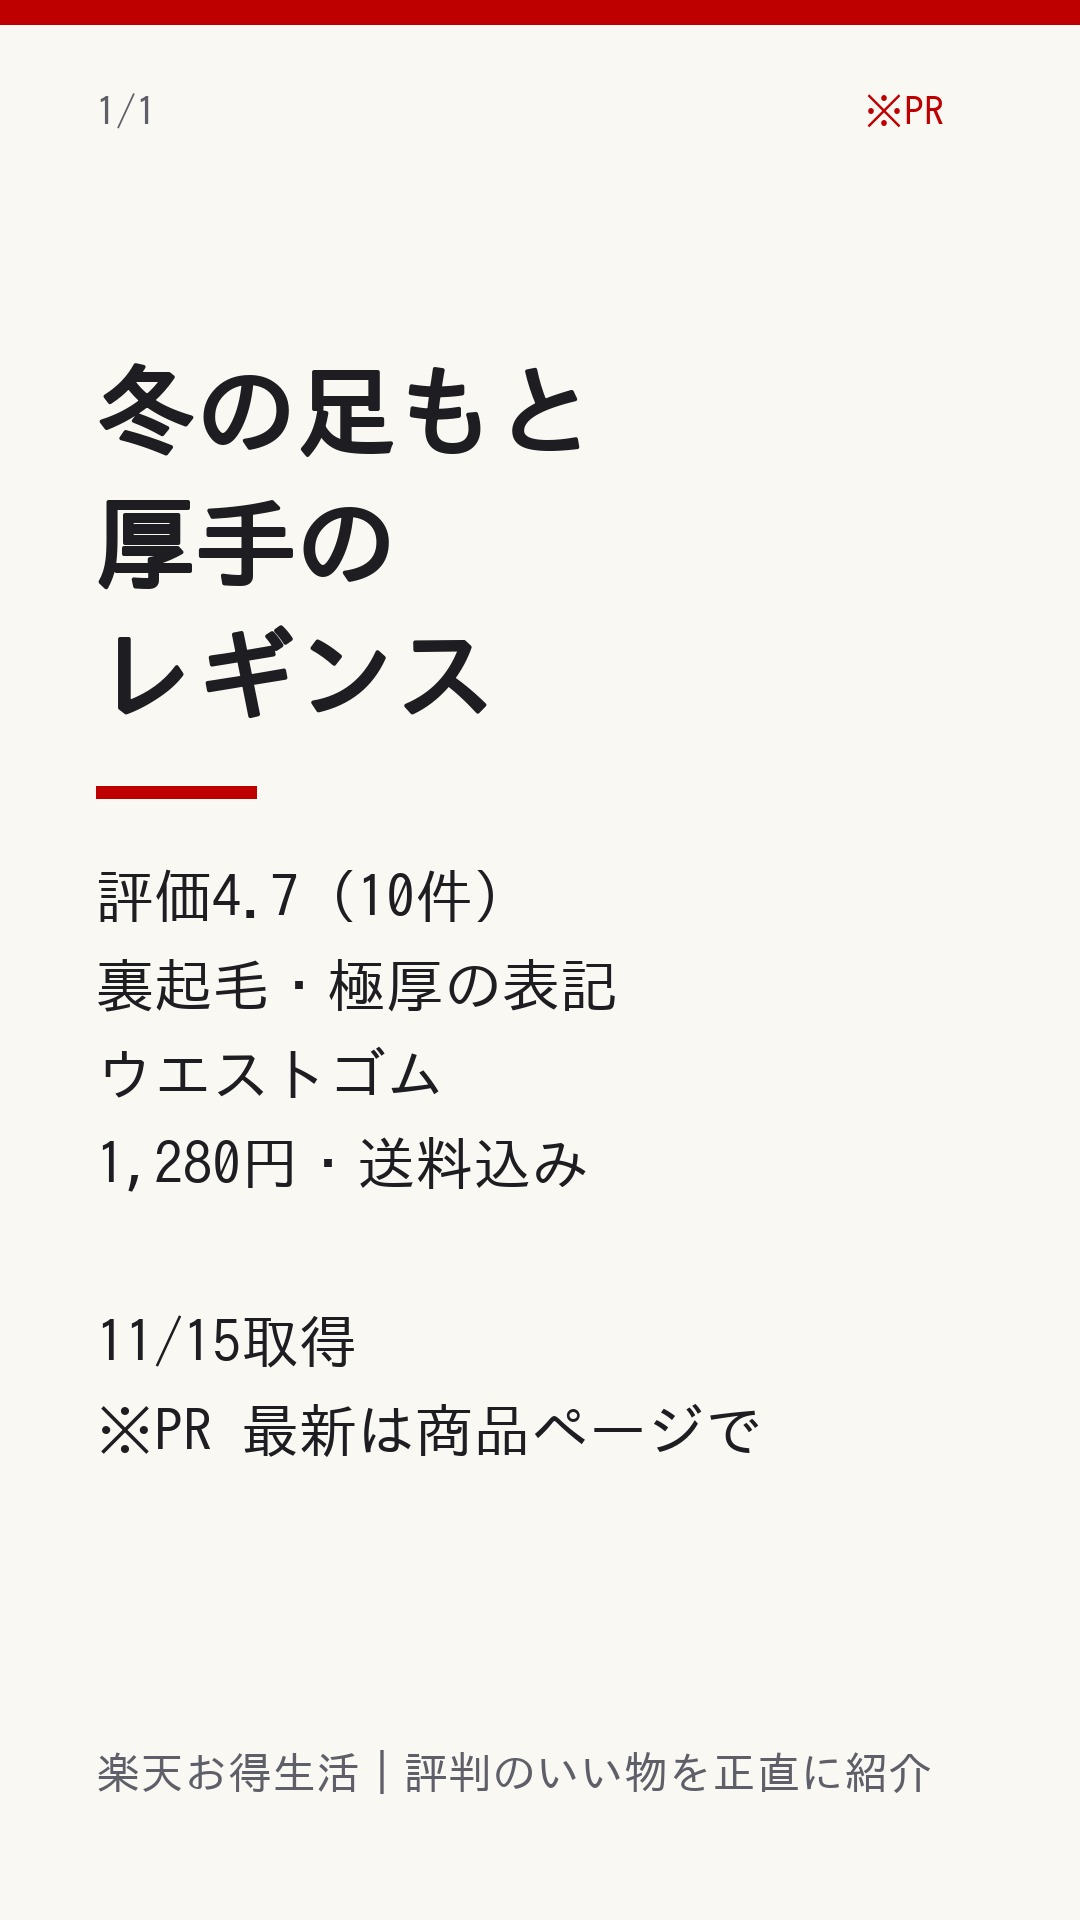 1/1
※PR
冬の足もと
厚手の
レギンス
評価4.7（10件）
裏起毛・極厚の表記
ウエストゴム
1,280円・送料込み
11/15取得
※PR 最新は商品ページで
楽天お得生活｜評判のいい物を正直に紹介